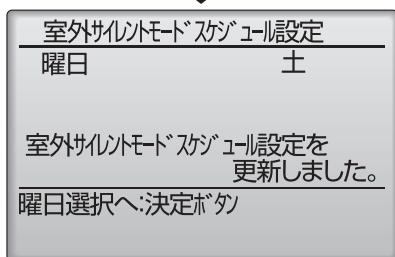 室外サイレントモードスケジュール設定
曜日 土
室外サイレントモードスケジュール設定を
更新しました。
曜日選択へ:決定ボタン